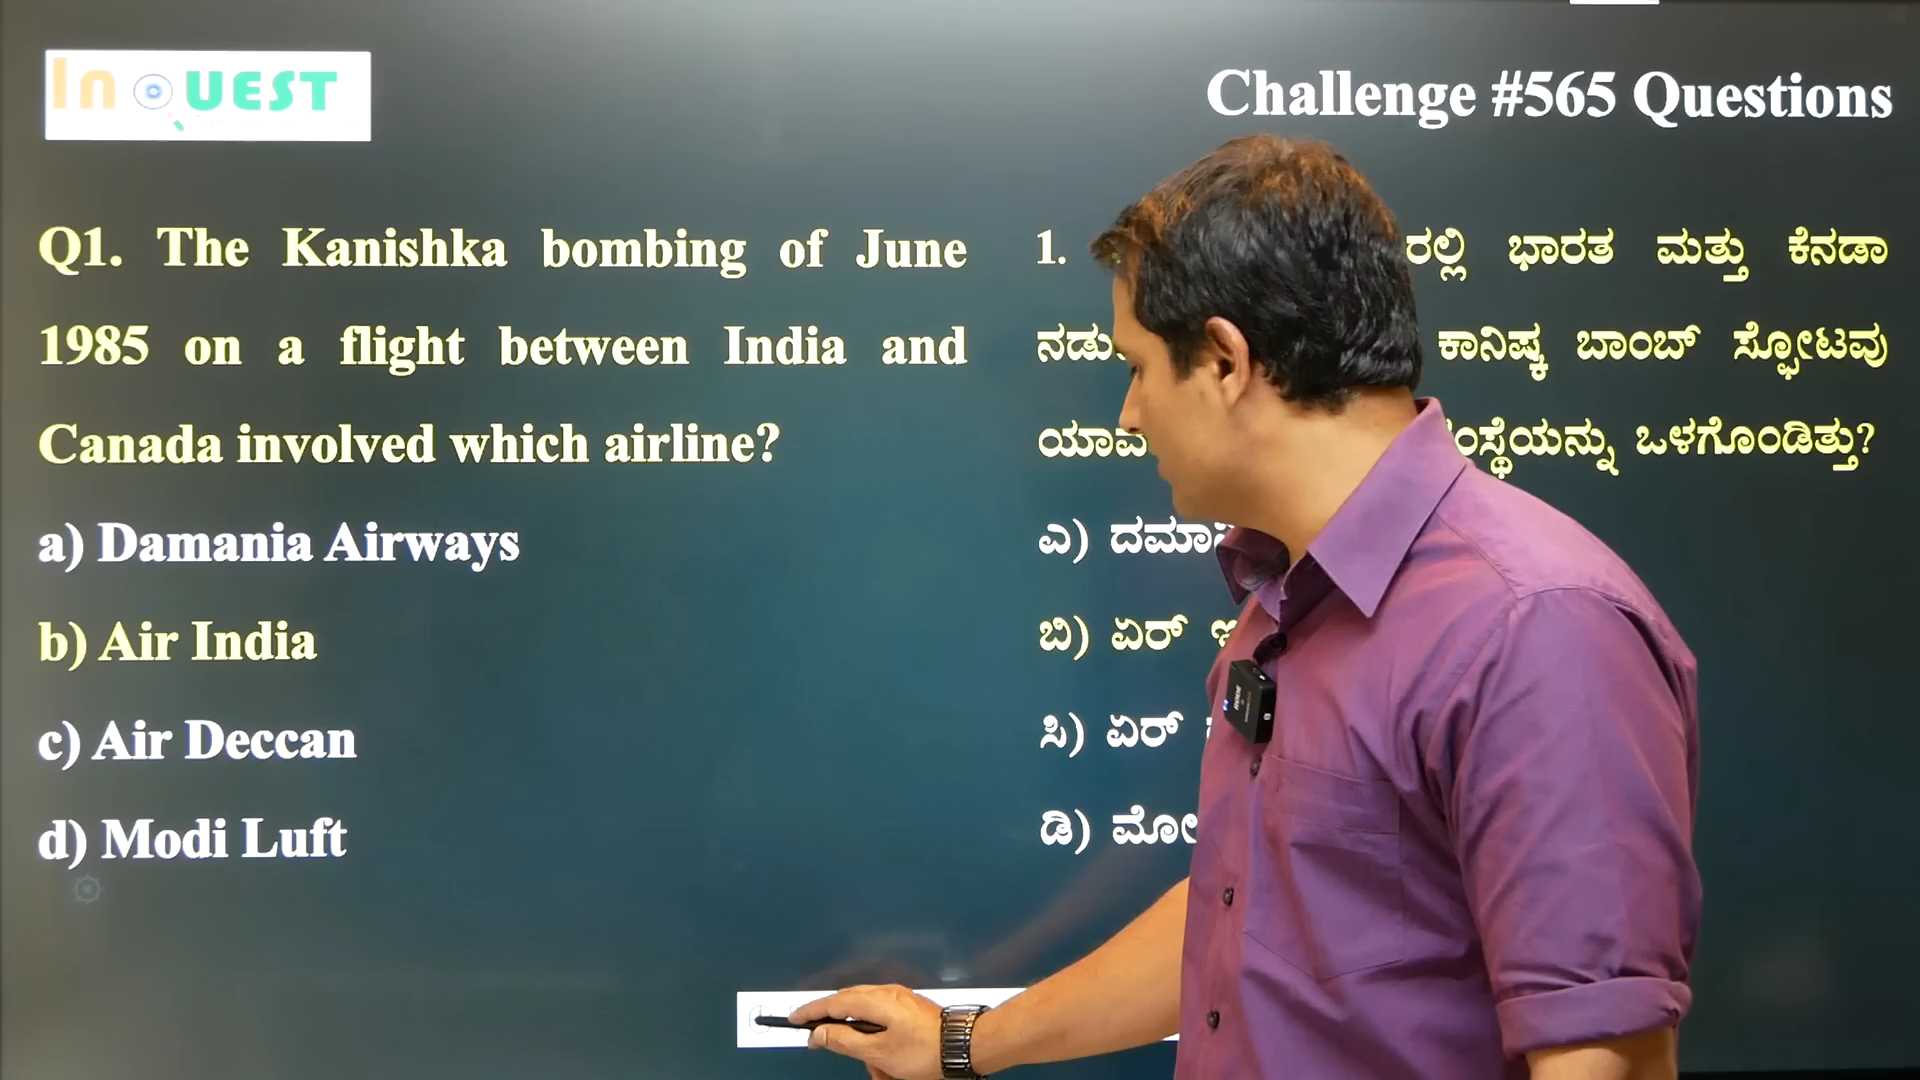 InQUEST
Challenge #565 Questions
Q1. The Kanishka bombing of June
1985 on a flight between India and
Canada involved which airline?
a) Damania Airways
b) Air India
c) Air Deccan
d) Modi Luft
1. ರಲ್ಲಿ ಭಾರತ ಮತ್ತು ಕೆನಡಾ
ಕಾನಿಷ್ಕ ಬಾಂಬ್ ಸ್ಫೋಟವು
ಯಾವ ಒಳಗೊಂಡಿತ್ತು?
ಎ)
ಬಿ) ಏರ್
ಸಿ) ಏರ್
ಡಿ)
RODE